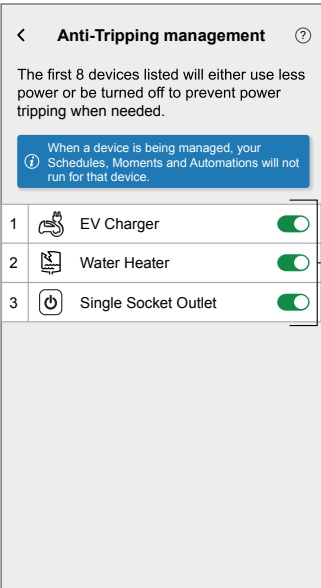 Anti-Tripping management ?
The first 8 devices listed will either use less
power or be turned off to prevent power
tripping when needed.
When a device is being managed, your
i Schedules, Moments and Automations will not
run for that device.
1 EV Charger
2 Water Heater
3 Single Socket Outlet